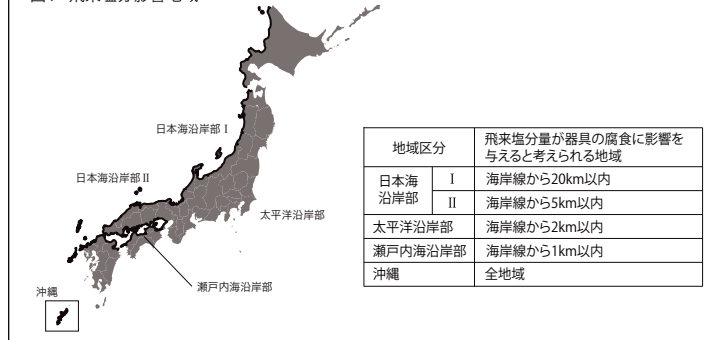 日本海沿岸部Ⅰ
日本海沿岸部Ⅱ
太平洋沿岸部
瀬戸内海沿岸部
沖縄
地域区分
飛来塩分量が器具の腐食に影響を
与えると考えられる地域
日本海
沿岸部
Ⅰ
海岸線から20km以内
Ⅱ
海岸線から5km以内
太平洋沿岸部
海岸線から2km以内
瀬戸内海沿岸部
海岸線から1km以内
沖縄
全地域